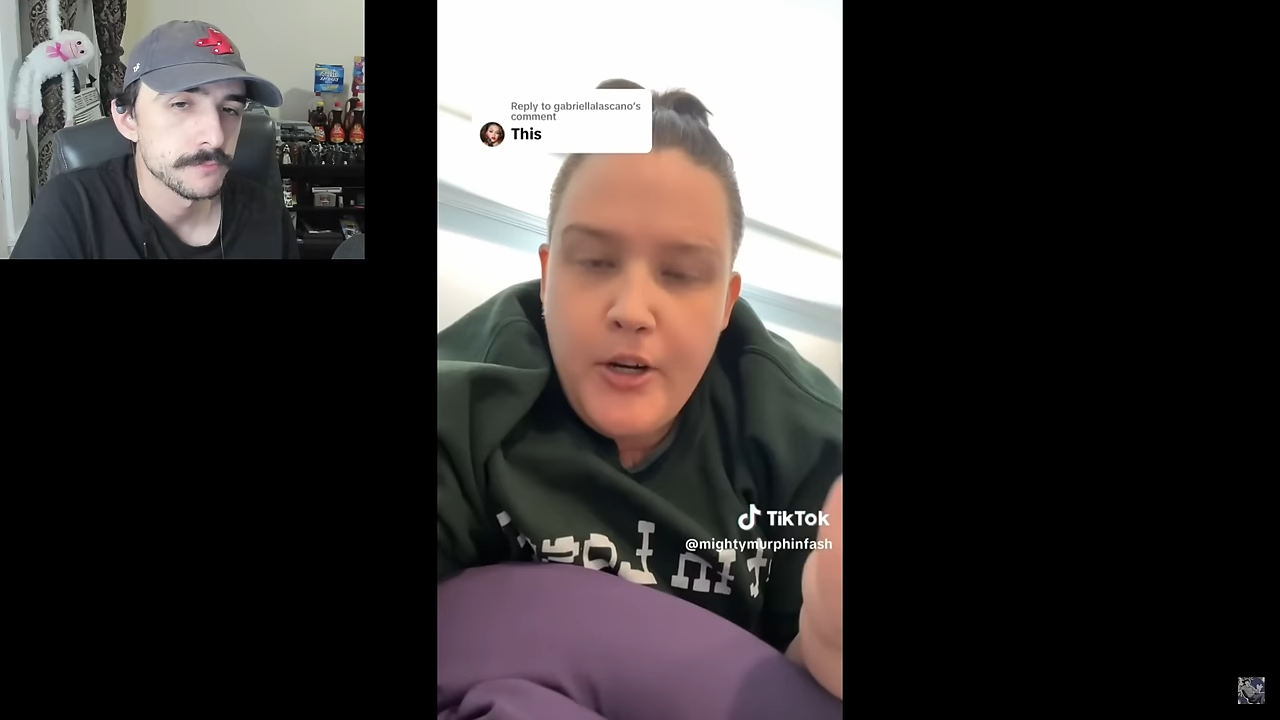 Reply to gabriellalascano's
comment
This
TikTok
@mightymurphinfash